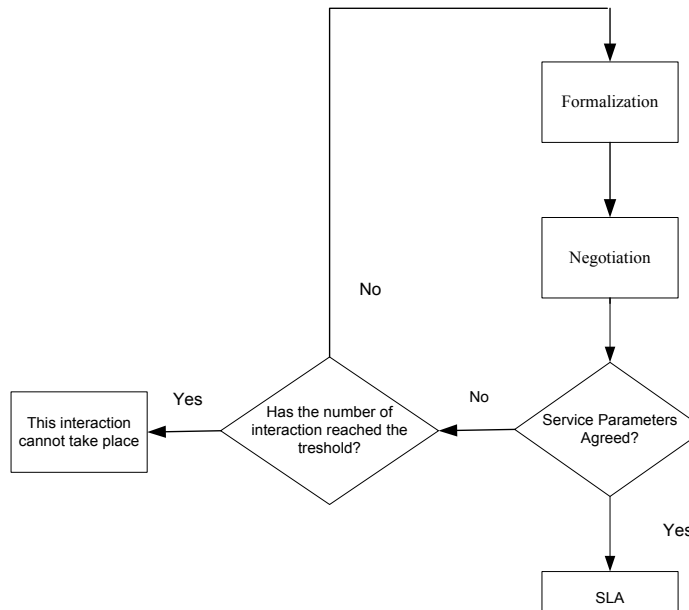 Formalization
Negotiation
No
Yes
This interaction
cannot take place
Has the number of
interaction reached the
treshold?
No
Service Parameters
Agreed?
Yes
SLA